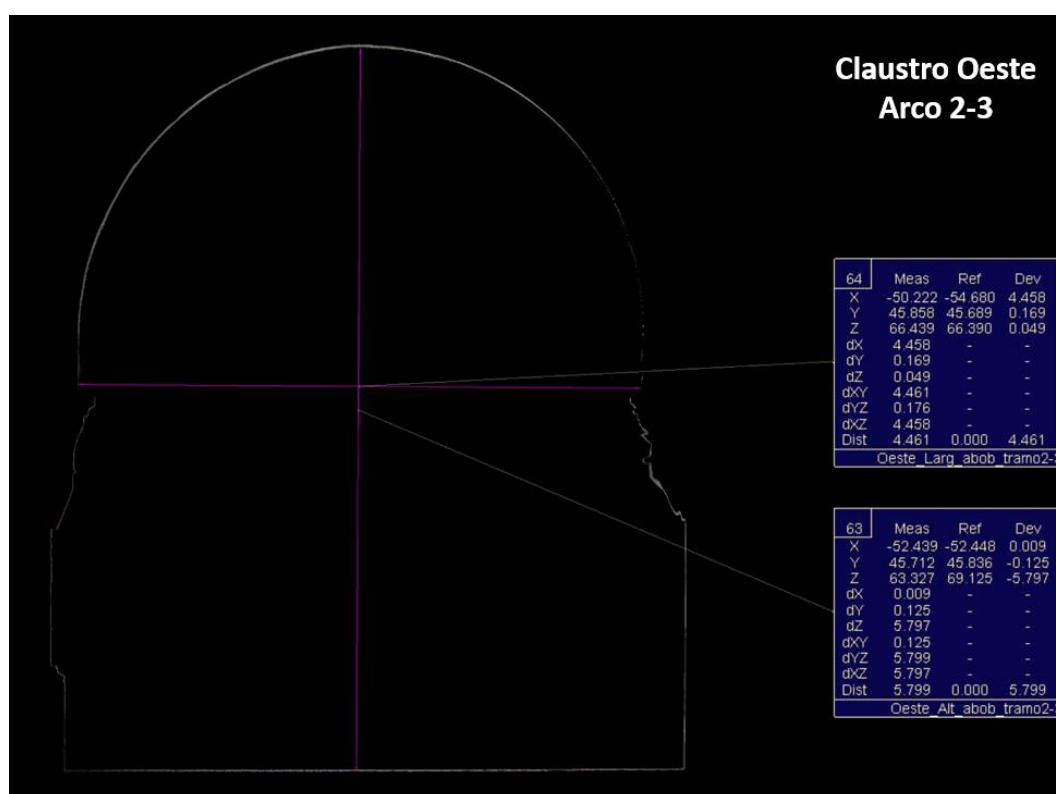 Claustro Oeste
Arco 2-3
64 Meas Ref Dev
X -50.222 -54.680 4.458
Y 45.858 45.689 0.169
Z 66.439 66.390 0.049
dX 4.458 - -
dY 0.169 - -
dZ 0.049 - -
dXY 4.461 - -
dYZ 0.176 - -
dXZ 4.458 - -
Dist 4.461 0.000 4.461
Oeste_Larg_abob_tramo2-
63 Meas Ref Dev
X -52.439 -52.448 0.009
Y 45.712 45.836 -0.125
Z 63.327 69.125 -5.797
dX 0.009 - -
dY 0.125 - -
dZ 5.797 - -
dXY 0.125 - -
dYZ 5.799 - -
dXZ 5.797 - -
Dist 5.799 0.000 5.799
Oeste_Alt_abob_tramo2-